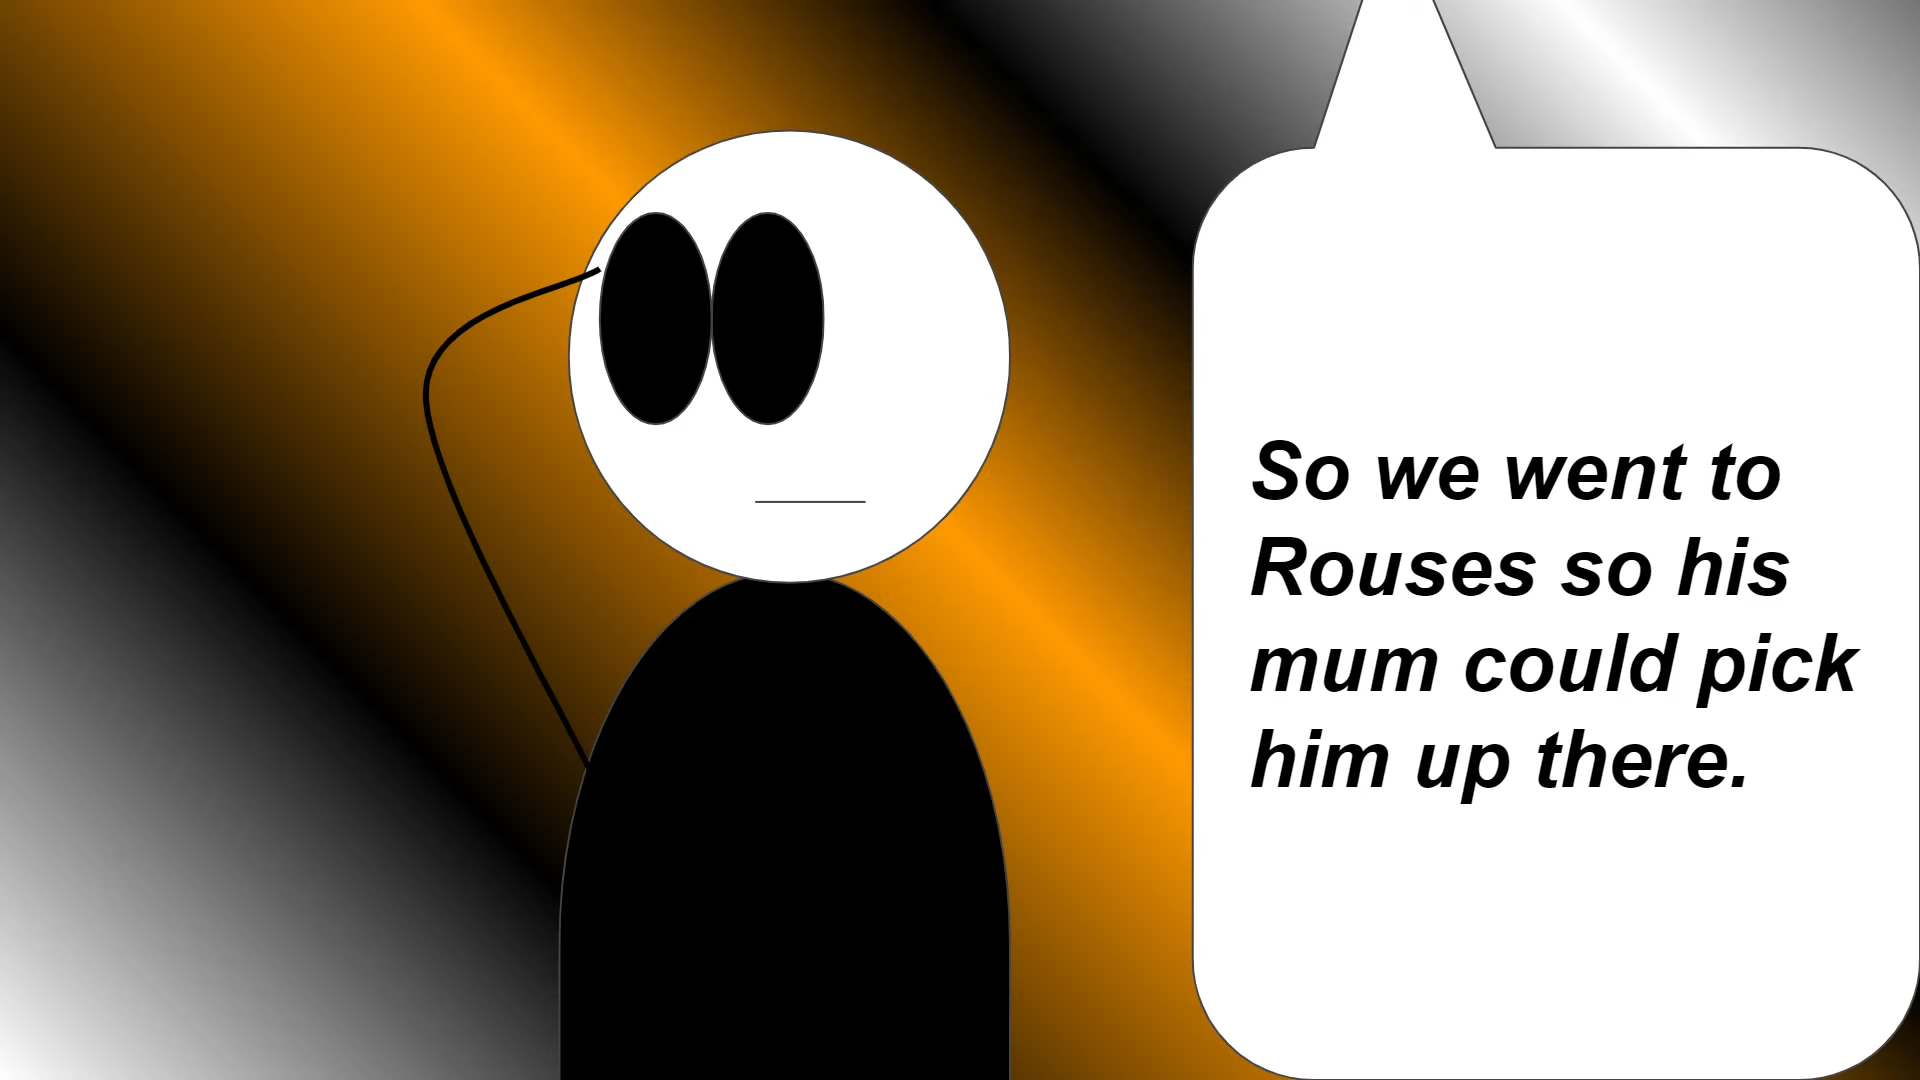 So we went to
Rouses so his
mum could pick
him up there.